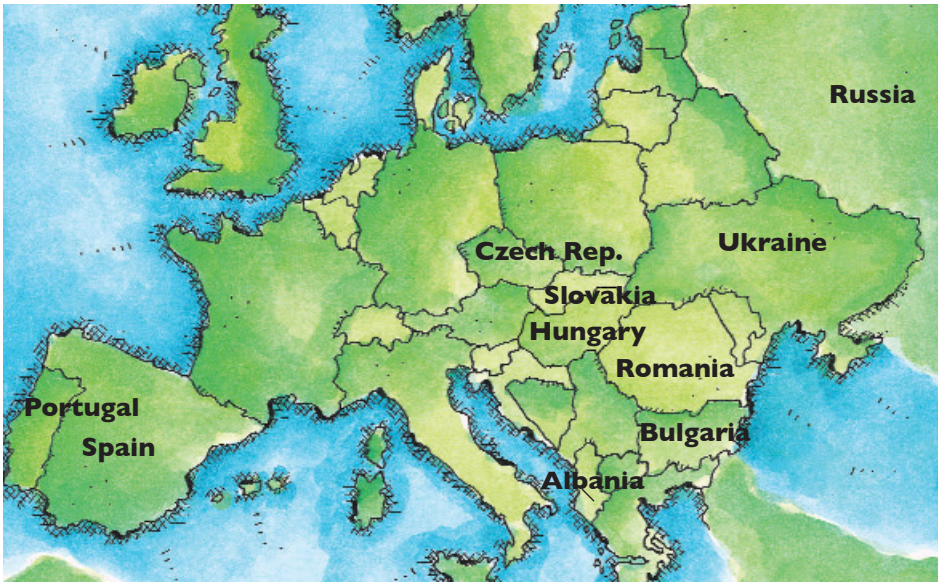 Russia
Ukraine
Czech Rep.
Slovakia
Hungary
Romania
Portugal
Bulgaria
Spain
Albania